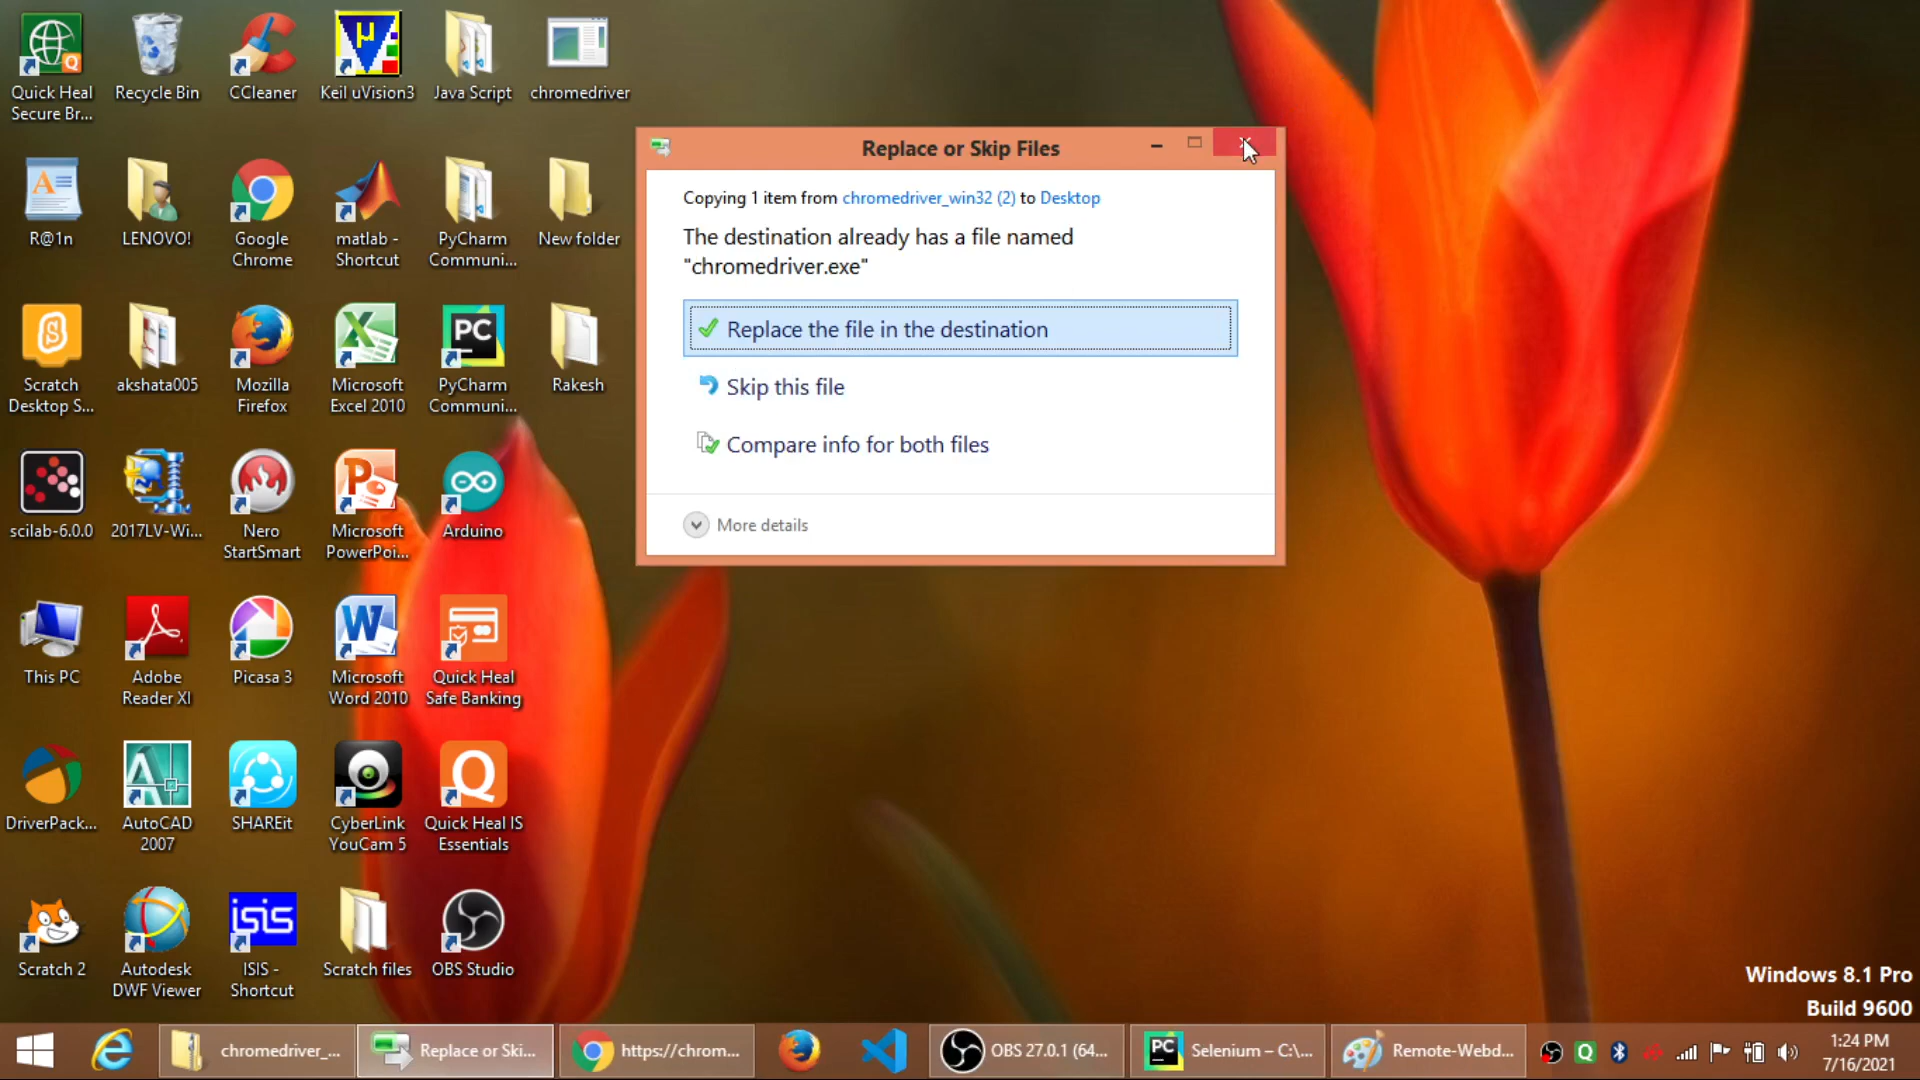 Quick Heal
Secure Br...
Recycle Bin
CCleaner
Keil uVision3
Java Script
chromedriver
R@1n
LENOVO!
Google
Chrome
matlab -
Shortcut
PyCharm
Communi...
New folder
Scratch
Desktop S...
akshata005
Mozilla
Firefox
Microsoft
Excel 2010
PyCharm
Communi...
Rakesh
scilab-6.0.0
2017LV-Wi...
Nero
StartSmart
Microsoft
PowerPoi...
Arduino
This PC
Adobe
Reader XI
Picasa 3
Microsoft
Word 2010
Quick Heal
Safe Banking
DriverPack...
AutoCAD
2007
SHAREit
CyberLink
YouCam 5
Quick Heal IS
Essentials
Scratch 2
Autodesk
DWF Viewer
isis
ISIS -
Shortcut
Scratch files
OBS Studio
Replace or Skip Files
Copying 1 item from chromedriver_win32 (2) to Desktop
The destination already has a file named
"chromedriver.exe"
Replace the file in the destination
Skip this file
Compare info for both files
More details
Windows 8.1 Pro
Build 9600
chromedriver_...
Replace or Ski...
https://chrom...
OBS 27.0.1 (64...
PC
Selenium – C:\...
Remote-Webd...
1:24 PM
7/16/2021